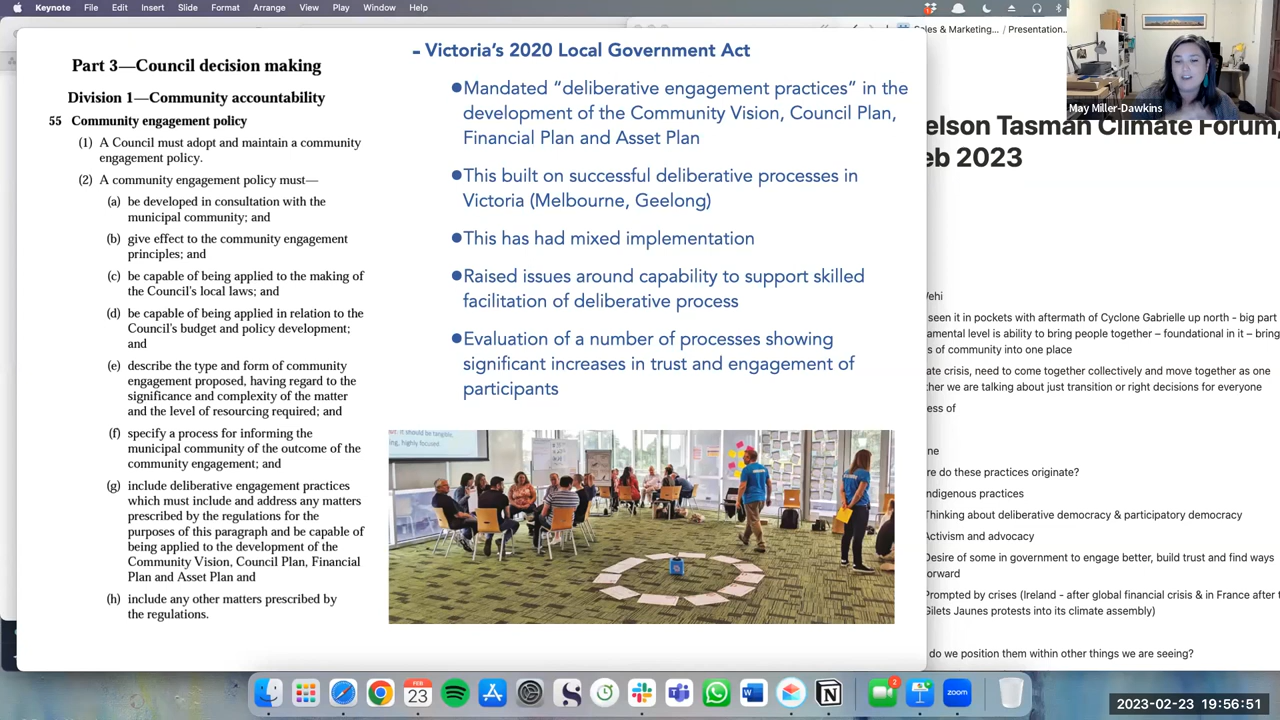 Window
Help
Arrange
View
Play
Insert
Slide
Format
File
Edit
Sales & Marketing... / Presentation...
May Miller-Dawkins
Part 3—Council decision making
Division 1—Community accountability
55 Community engagement policy
(1) A Council must adopt and maintain a community
engagement policy.
(2) A community engagement policy must—
(a) be developed in consultation with the
municipal community; and
(b) give effect to the community engagement
principles; and
(c) be capable of being applied to the making of
the Council's local laws; and
(d) be capable of being applied in relation to the
Council's budget and policy development;
and
(e) describe the type and form of community
engagement proposed, having regard to the
significance and complexity of the matter
and the level of resourcing required; and
(f) specify a process for informing the
municipal community of the outcome of the
community engagement; and
(g) include deliberative engagement practices
which must include and address any matters
prescribed by the regulations for the
purposes of this paragraph and be capable of
being applied to the development of the
Community Vision, Council Plan, Financial
Plan and Asset Plan and
(h) include any other matters prescribed by
the regulations.
- Victoria's 2020 Local Government Act
•Mandated "deliberative engagement practices" in the
development of the Community Vision, Council Plan,
Financial Plan and Asset Plan
•This built on successful deliberative processes in
Victoria (Melbourne, Geelong)
•This has had mixed implementation
•Raised issues around capability to support skilled
facilitation of deliberative process
•Evaluation of a number of processes showing
significant increases in trust and engagement of
participants
it should be tangible,
ng, highly focused
elson Tasman Climate Forum,
eb 2023
Wehi
seen it in pockets with aftermath of Cyclone Gabrielle up north - big part
amental level is ability to bring people together – foundational in it – bring
s of community into one place
ate crisis, need to come together collectively and move together as one
ther we are talking about just transition or right decisions for everyone
ess of
ne
re do these practices originate?
ndigenous practices
Thinking about deliberative democracy & participatory democracy
Activism and advocacy
Desire of some in government to engage better, build trust and find ways
orward
Prompted by crises (Ireland - after global financial crisis & in France after t
Gilets Jaunes protests into its climate assembly)
do we position them within other things we are seeing?
FEB
23
2
zoom
2023-02-23 19:56:51